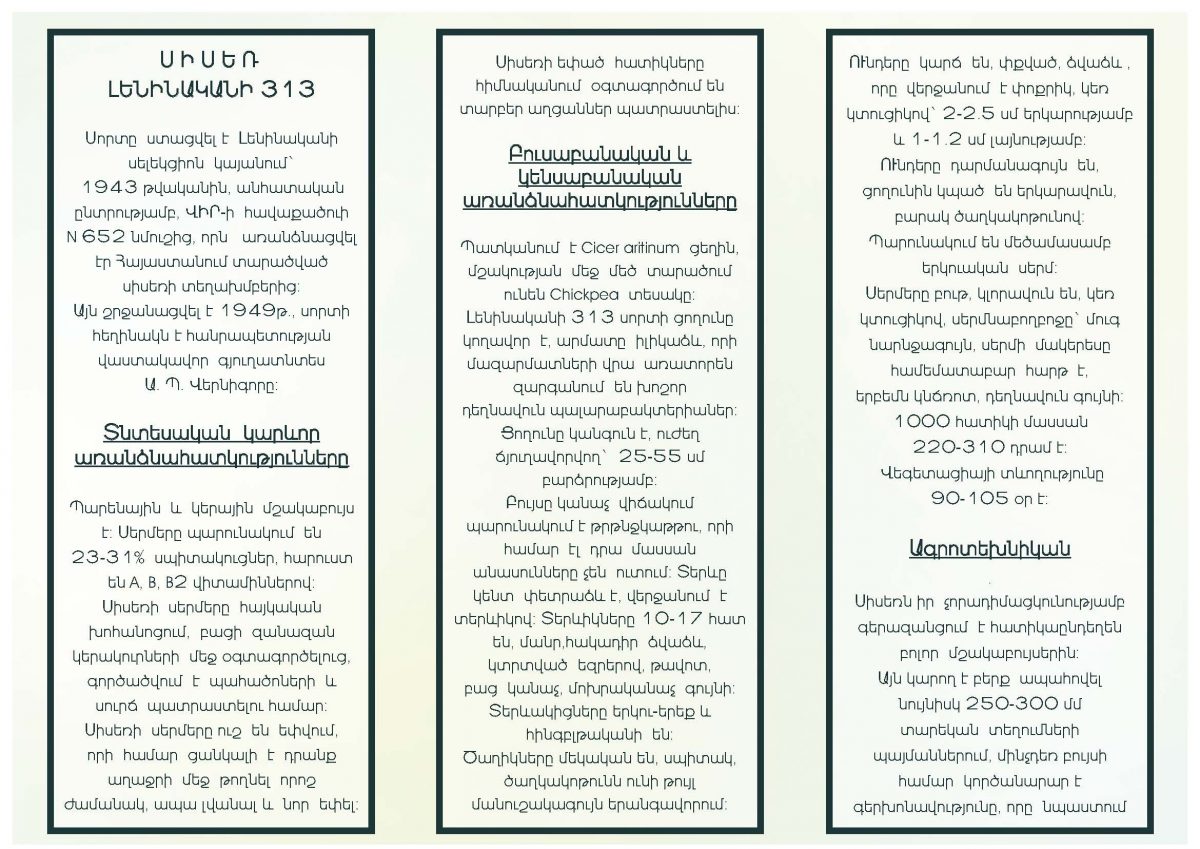 ՍԻՍԵՌ
ԼԵՆԻՆԱԿԱՆԻ 313
Սորտը ստացվել է Լենինականի
սելեկցիոն կայանում՝
1943 թվականին, անհատական
ընտրությամբ, ՎԻՐ-ի հավաքածուի
N 652 նմուշից, որն առանձնացվել
էր Հայաստանում տարածված
սիսեռի տեղախմբերից:
Այն շրջանացվել է 1949թ., սորտի
հեղինակն է հանրապետության
վաստակավոր գյուղատնտես
Ա. Պ. Վերնիգորը:
Տնտեսական կարևոր
առանձնահատկությունները
Պարենային և կերային մշակաբույս
է: Սերմերը պարունակում են
23-31% սպիտակուցներ, հարուստ
են A, B, B2 վիտամիններով:
Սիսեռի սերմերը հայկական
խոհանոցում, բացի զանազան
կերակուրների մեջ օգտագործելուց,
գործածվում է պահածոների և
սուրճ պատրաստելու համար:
Սիսեռի սերմերը ուշ են եփվում,
որի համար ցանկալի է դրանք
աղաջրի մեջ թողնել որոշ
ժամանակ, ապա լվանալ և նոր եփել:
Սիսեռի եփած հատիկները
հիմնականում օգտագործում են
տարբեր աղցաններ պատրաստելիս:
Բուսաբանական և
կենսաբանական
առանձնահատկությունները
Պատկանում է Cicer aritinum ցեղին,
մշակության մեջ մեծ տարածում
ունեն Chickpea տեսակը:
Լենինականի 313 սորտի ցողունը
կողավոր է, արմատը իլիկաձև, որի
մազարմատների վրա առատորեն
զարգանում են խոշոր
դեղնավուն պալարաբակտերիաներ:
Ցողունը կանգուն է, ուժեղ
ճյուղավորվող՝ 25-55 սմ
բարձրությամբ:
Բույսը կանաչ վիճակում
պարունակում է թրթնջկաթթու, որի
համար էլ դրա մասսան
անասունները չեն ուտում: Տերևը
կենտ փետրաձև է, վերջանում է
տերևիկով: Տերևիկները 10-17 հատ
են, մանր,հակադիր ձվաձև,
կտրտված եզրերով, թավոտ,
բաց կանաչ, մոխրականաչ գույնի:
Տերևակիցները երկու-երեք և
հինգբլթականի են:
Ծաղիկները մեկական են, սպիտակ,
ծաղկակոթունն ունի թույլ
մանուշակագույն երանգավորում:
ՈՒնդերը կարճ են, փքված, ձվաձև ,
որը վերջանում է փոքրիկ, կեռ
կտուցիկով՝ 2-2.5 սմ երկարությամբ
և 1-1.2 սմ լայնությամբ:
ՈՒնդերը դարմանագույն են,
ցողունին կպած են երկարավուն,
բարակ ծաղկակոթունով:
Պարունակում են մեծամասամբ
երկուական սերմ:
Սերմերը բութ, կլորավուն են, կեռ
կտուցիկով, սերմնաբողբոջը՝ մուգ
նարնջագույն, սերմի մակերեսը
համեմատաբար հարթ է,
երբեմն կնճռոտ, դեղնավուն գույնի:
1000 հատիկի մասսան
220-310 դրամ է:
Վեգետացիայի տևողությունը
90-105 օր է:
Ագրոտեխնիկան
.
Սիսեռն իր չորադիմացկունությամբ
գերազանցում է հատիկաընդեղեն
բոլոր մշակաբույսերին:
Այն կարող է բերք ապահովել
նույնիսկ 250-300 մմ
տարեկան տեղումների
պայմաններում, մինչդեռ բույսի
համար կործանարար է
գերխոնավությունը, որը նպաստում